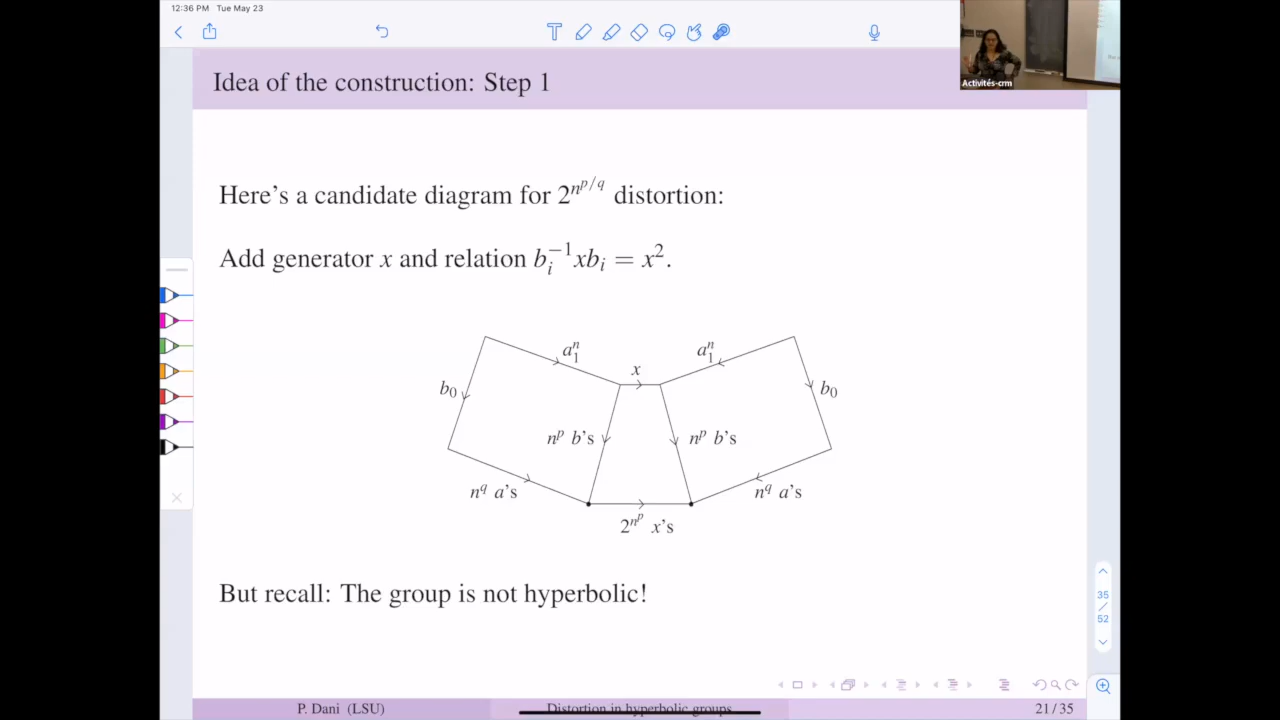 12:36 PM Tue May 23
T
Activités-crm
Idea of the construction: Step 1
Here's a candidate diagram for $2^{n^{p/q}}$ distortion:
Add generator $x$ and relation $b_i^{-1}xb_i = x^2$.
$a_1^n$
$x$
$a_1^n$
$b_0$
$b_0$
$n^p$ $b$'s
$n^p$ $b$'s
$n^q$ $a$'s
$n^q$ $a$'s
$2^{n^p}$ $x$'s
But recall: The group is not hyperbolic!
35
/
52
P. Dani (LSU)
Distortion in hyperbolic groups
21 / 35